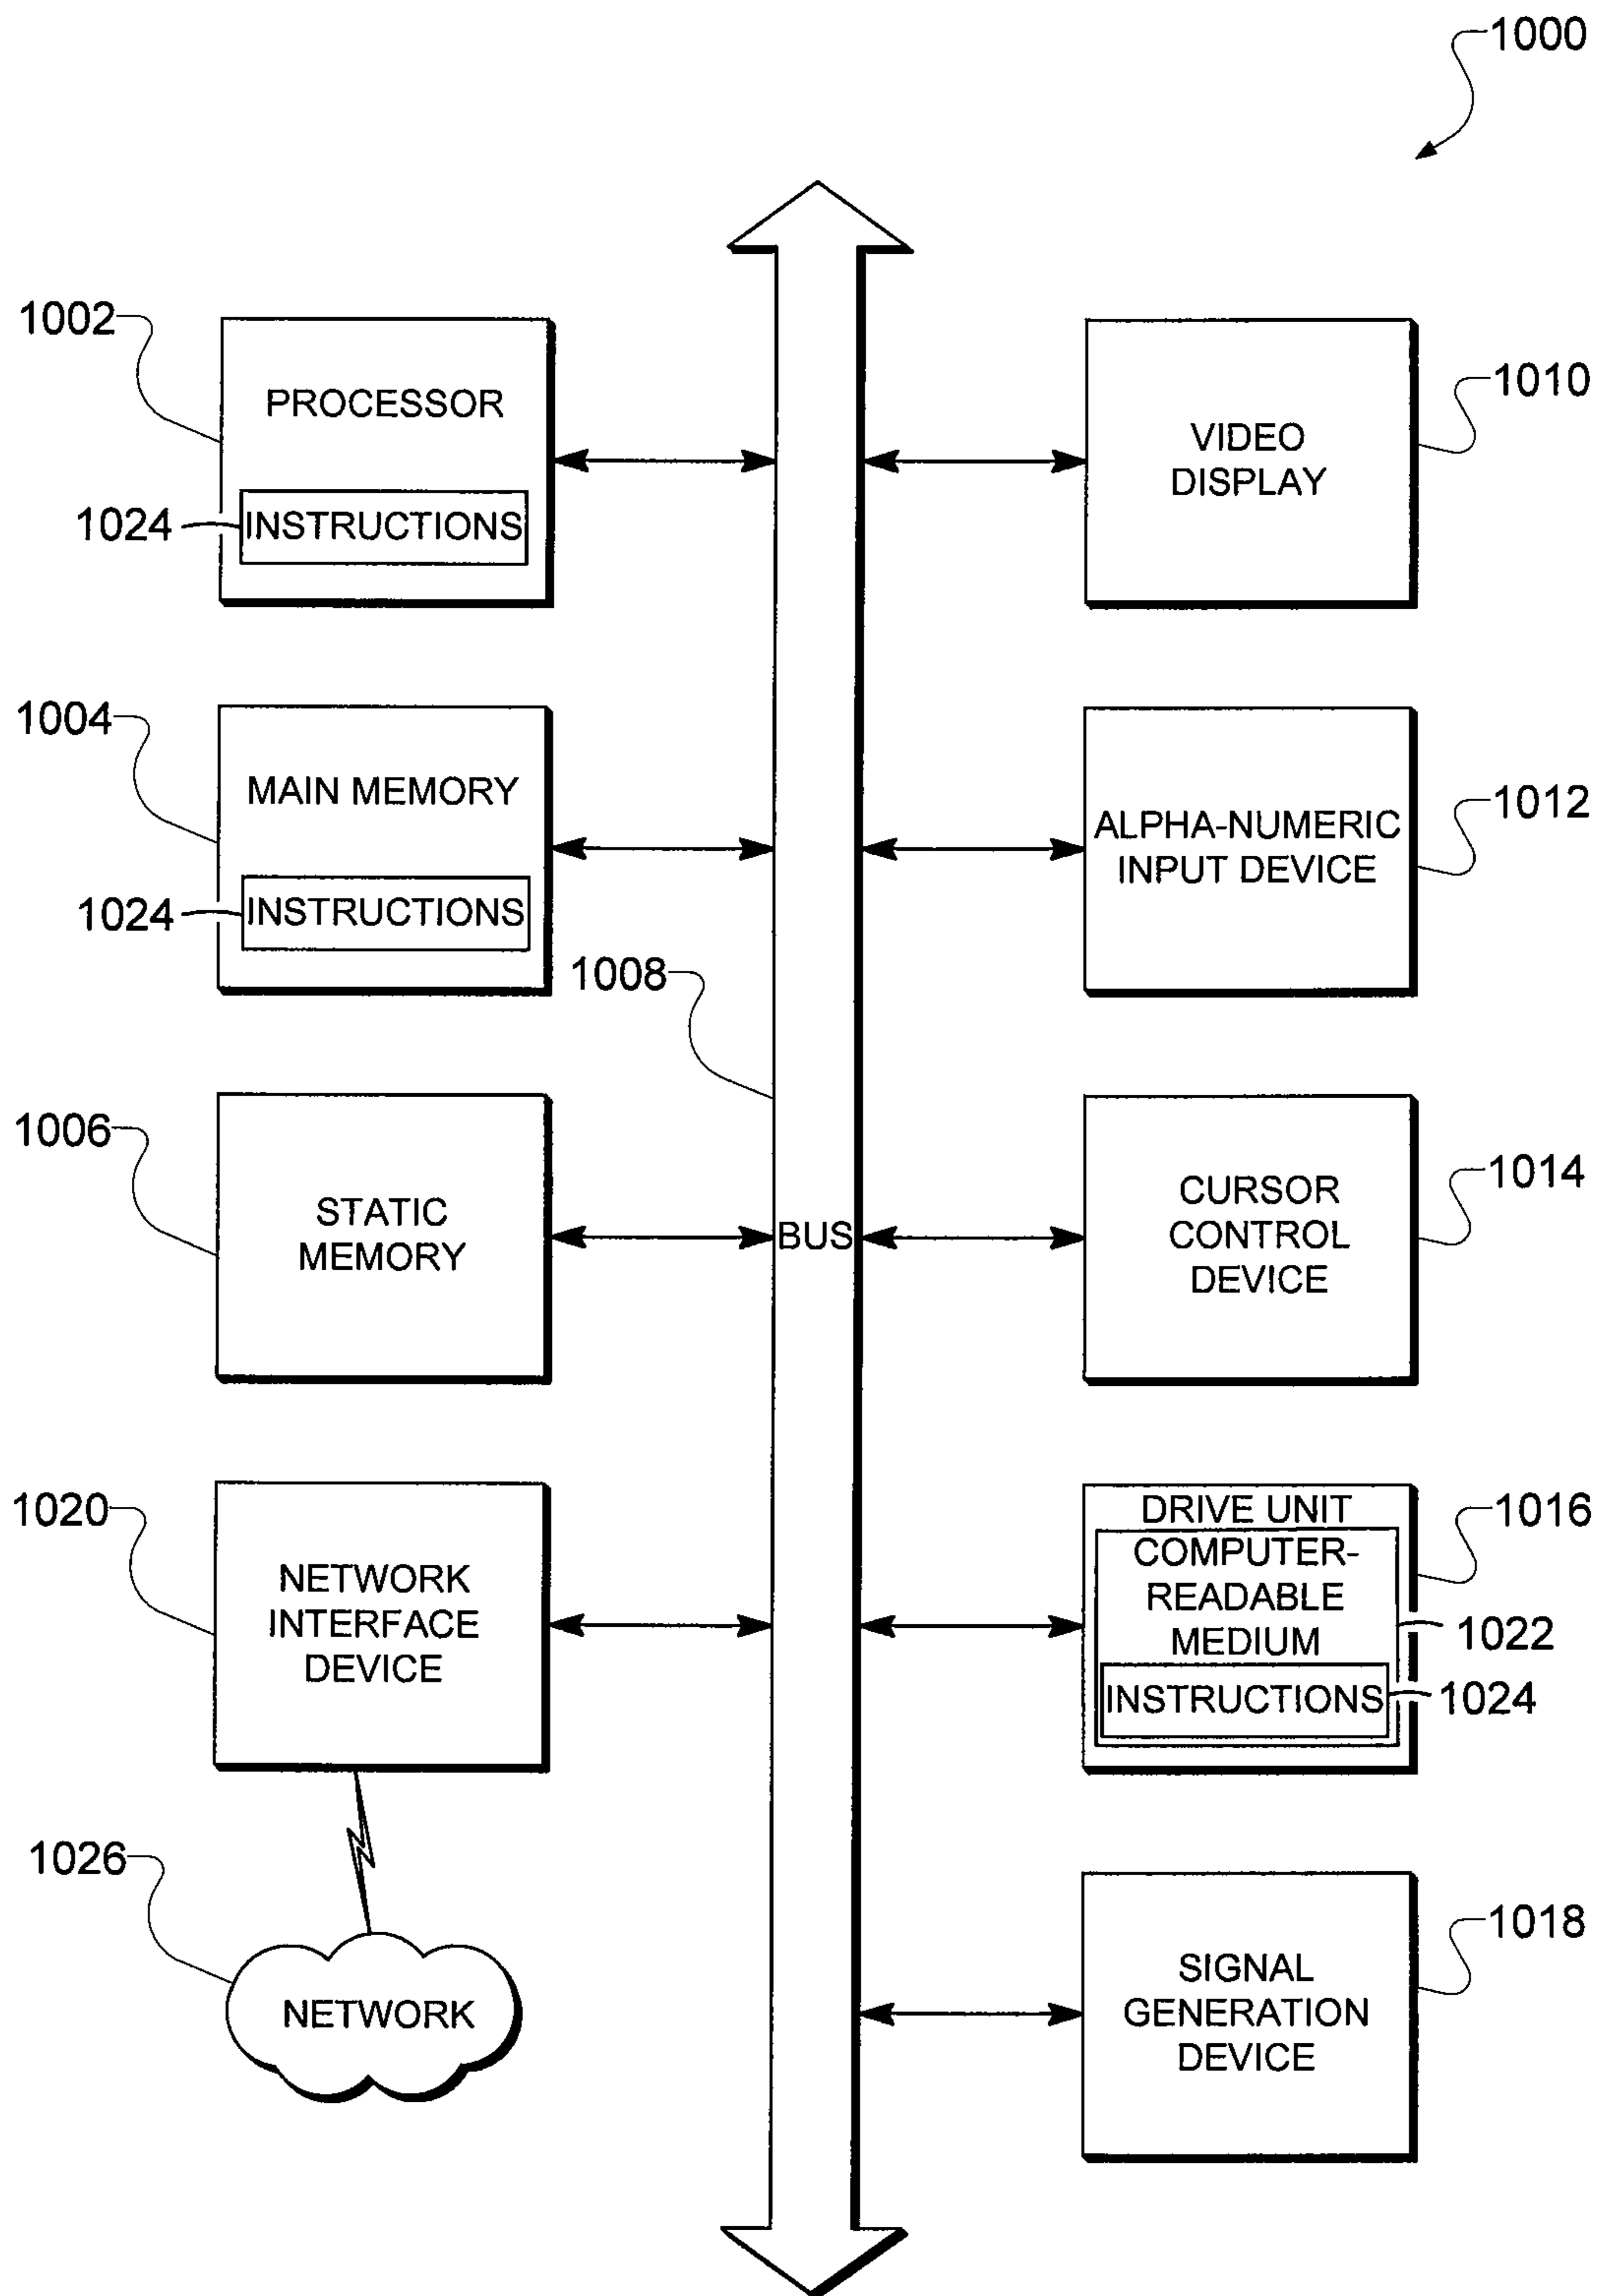 1000
1002
PROCESSOR
1024
INSTRUCTIONS
1010
VIDEO
DISPLAY
1004
MAIN MEMORY
1024
INSTRUCTIONS
1012
ALPHA-NUMERIC
INPUT DEVICE
1008
1006
STATIC
MEMORY
BUS
1014
CURSOR
CONTROL
DEVICE
1020
NETWORK
INTERFACE
DEVICE
DRIVE UNIT
1016
COMPUTER-
READABLE
MEDIUM
1022
INSTRUCTIONS
1024
1026
NETWORK
1018
SIGNAL
GENERATION
DEVICE